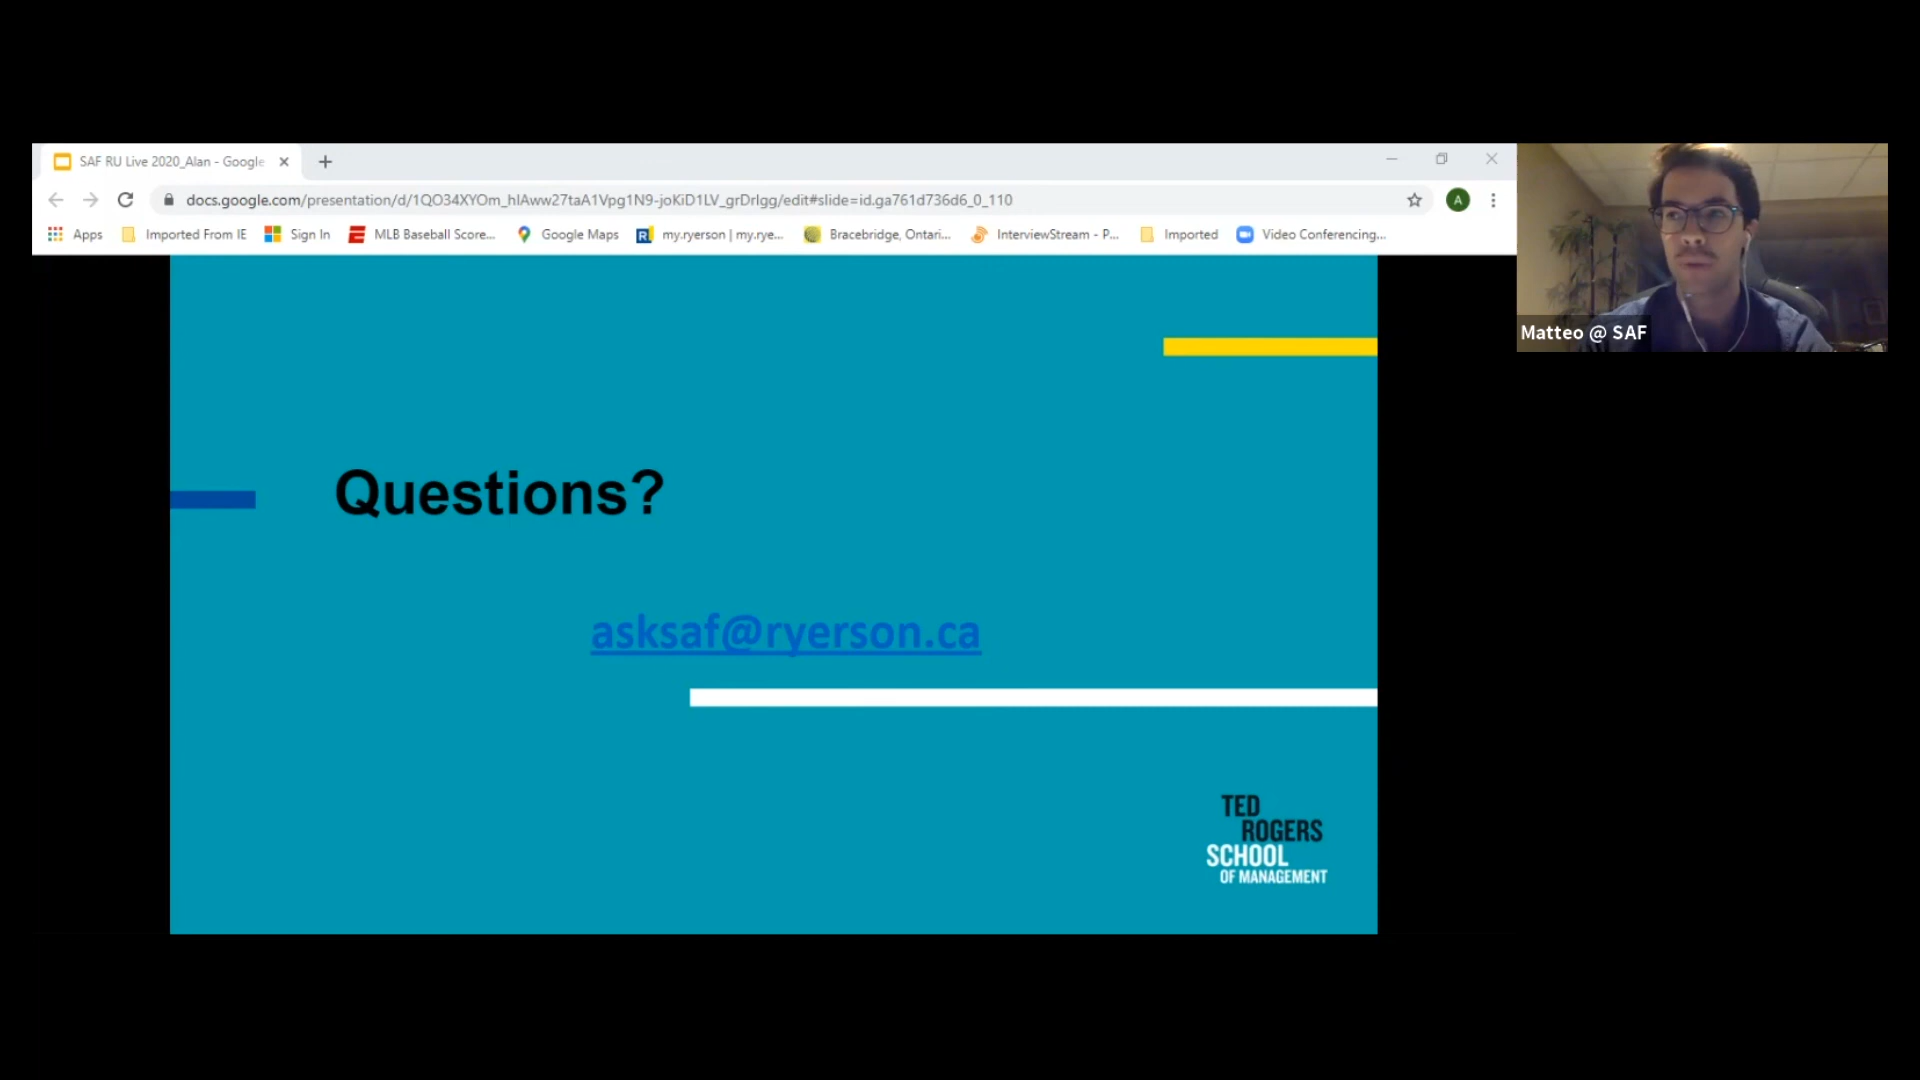 SAF RU Live 2020_Alan - Google
docs.google.com/presentation/d/1QO34XYOm_hlAww27taA1Vpg1N9-joKiD1LV_grDrlgg/edit#slide=id.ga761d736d6_0_110
A
Apps Imported From IE Sign In MLB Baseball Score... Google Maps R my.ryerson | my.rye... Bracebridge, Ontari... InterviewStream - P... Imported Video Conferencing...
Matteo @ SAF
Questions?
asksaf@ryerson.ca
TED
ROGERS
SCHOOL
OF MANAGEMENT